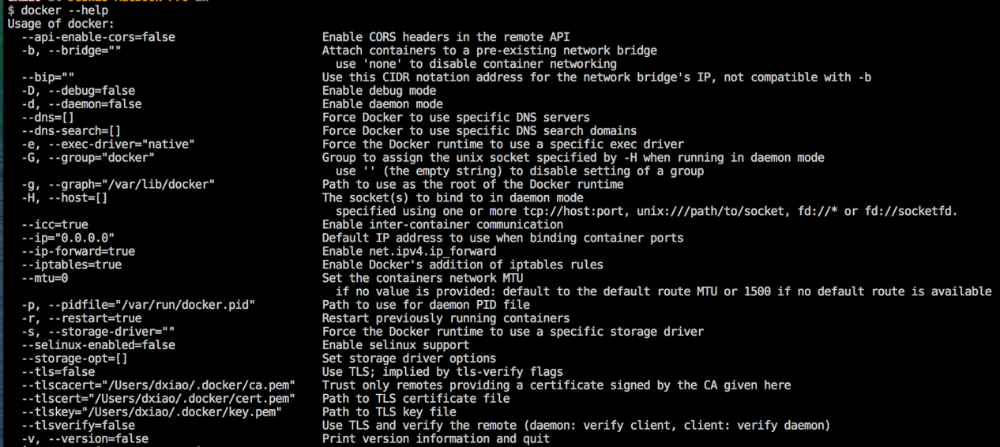 $ docker --help
Usage of docker:
  --api-enable-cors=false                      Enable CORS headers in the remote API
  -b, --bridge=""                              Attach containers to a pre-existing network bridge
                                                 use 'none' to disable container networking
  --bip=""                                     Use this CIDR notation address for the network bridge's IP, not compatible with -b
  -D, --debug=false                            Enable debug mode
  -d, --daemon=false                           Enable daemon mode
  --dns=[]                                     Force Docker to use specific DNS servers
  --dns-search=[]                              Force Docker to use specific DNS search domains
  -e, --exec-driver="native"                   Force the Docker runtime to use a specific exec driver
  -G, --group="docker"                         Group to assign the unix socket specified by -H when running in daemon mode
                                                 use '' (the empty string) to disable setting of a group
  -g, --graph="/var/lib/docker"                Path to use as the root of the Docker runtime
  -H, --host=[]                                The socket(s) to bind to in daemon mode
                                                 specified using one or more tcp://host:port, unix:///path/to/socket, fd://* or fd://socketfd.
  --icc=true                                   Enable inter-container communication
  --ip="0.0.0.0"                               Default IP address to use when binding container ports
  --ip-forward=true                            Enable net.ipv4.ip_forward
  --iptables=true                              Enable Docker's addition of iptables rules
  --mtu=0                                      Set the containers network MTU
                                                 if no value is provided: default to the default route MTU or 1500 if no default route is available
  -p, --pidfile="/var/run/docker.pid"          Path to use for daemon PID file
  -r, --restart=true                           Restart previously running containers
  -s, --storage-driver=""                      Force the Docker runtime to use a specific storage driver
  --selinux-enabled=false                      Enable selinux support
  --storage-opt=[]                             Set storage driver options
  --tls=false                                  Use TLS; implied by tls-verify flags
  --tlscacert="/Users/dxiao/.docker/ca.pem"    Trust only remotes providing a certificate signed by the CA given here
  --tlscert="/Users/dxiao/.docker/cert.pem"    Path to TLS certificate file
  --tlskey="/Users/dxiao/.docker/key.pem"      Path to TLS key file
  --tlsverify=false                            Use TLS and verify the remote (daemon: verify client, client: verify daemon)
  -v, --version=false                          Print version information and quit